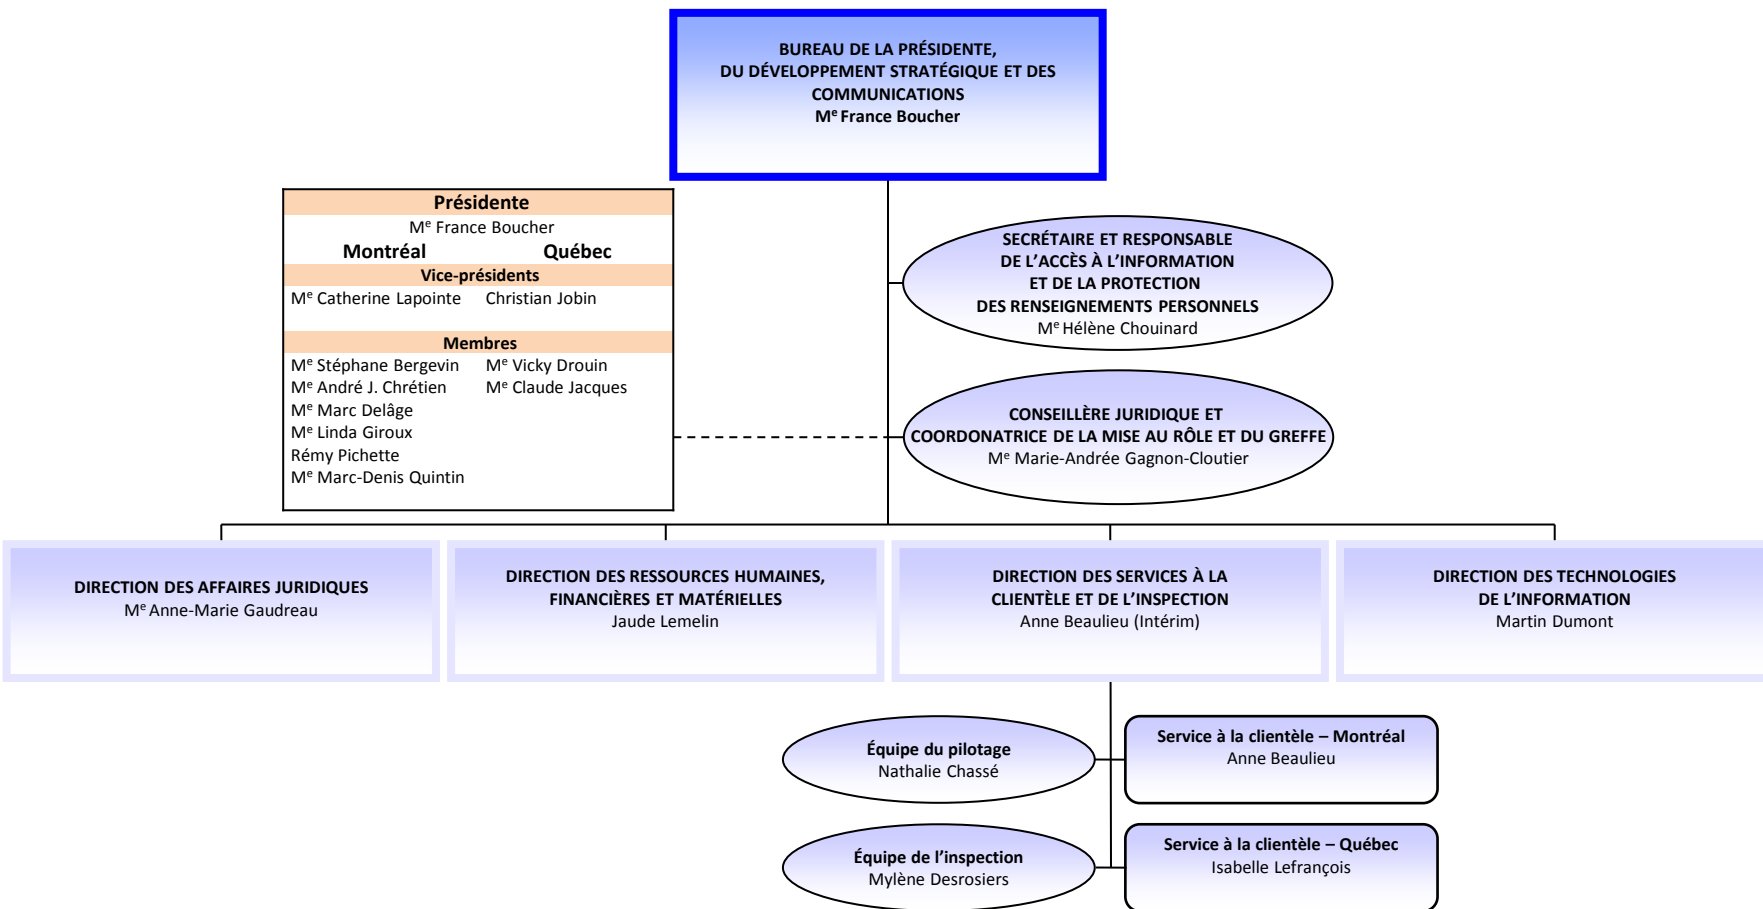 BUREAU DE LA PRÉSIDENTE,
DU DÉVELOPPEMENT STRATÉGIQUE ET DES
COMMUNICATIONS
Me France Boucher
Présidente
Me France Boucher
Montréal Québec
Vice-présidents
Me Catherine Lapointe Christian Jobin
Membres
Me Stéphane Bergevin Me Vicky Drouin
Me André J. Chrétien Me Claude Jacques
Me Marc Delâge
Me Linda Giroux
Rémy Pichette
Me Marc-Denis Quintin
SECRÉTAIRE ET RESPONSABLE
DE L’ACCÈS À L’INFORMATION
ET DE LA PROTECTION
DES RENSEIGNEMENTS PERSONNELS
Me Hélène Chouinard
CONSEILLÈRE JURIDIQUE ET
COORDONATRICE DE LA MISE AU RÔLE ET DU GREFFE
Me Marie-Andrée Gagnon-Cloutier
DIRECTION DES AFFAIRES JURIDIQUES
Me Anne-Marie Gaudreau
DIRECTION DES RESSOURCES HUMAINES,
FINANCIÈRES ET MATÉRIELLES
Jaude Lemelin
DIRECTION DES SERVICES À LA
CLIENTÈLE ET DE L’INSPECTION
Anne Beaulieu (Intérim)
DIRECTION DES TECHNOLOGIES
DE L’INFORMATION
Martin Dumont
Équipe du pilotage
Nathalie Chassé
Service à la clientèle – Montréal
Anne Beaulieu
Équipe de l’inspection
Mylène Desrosiers
Service à la clientèle – Québec
Isabelle Lefrançois